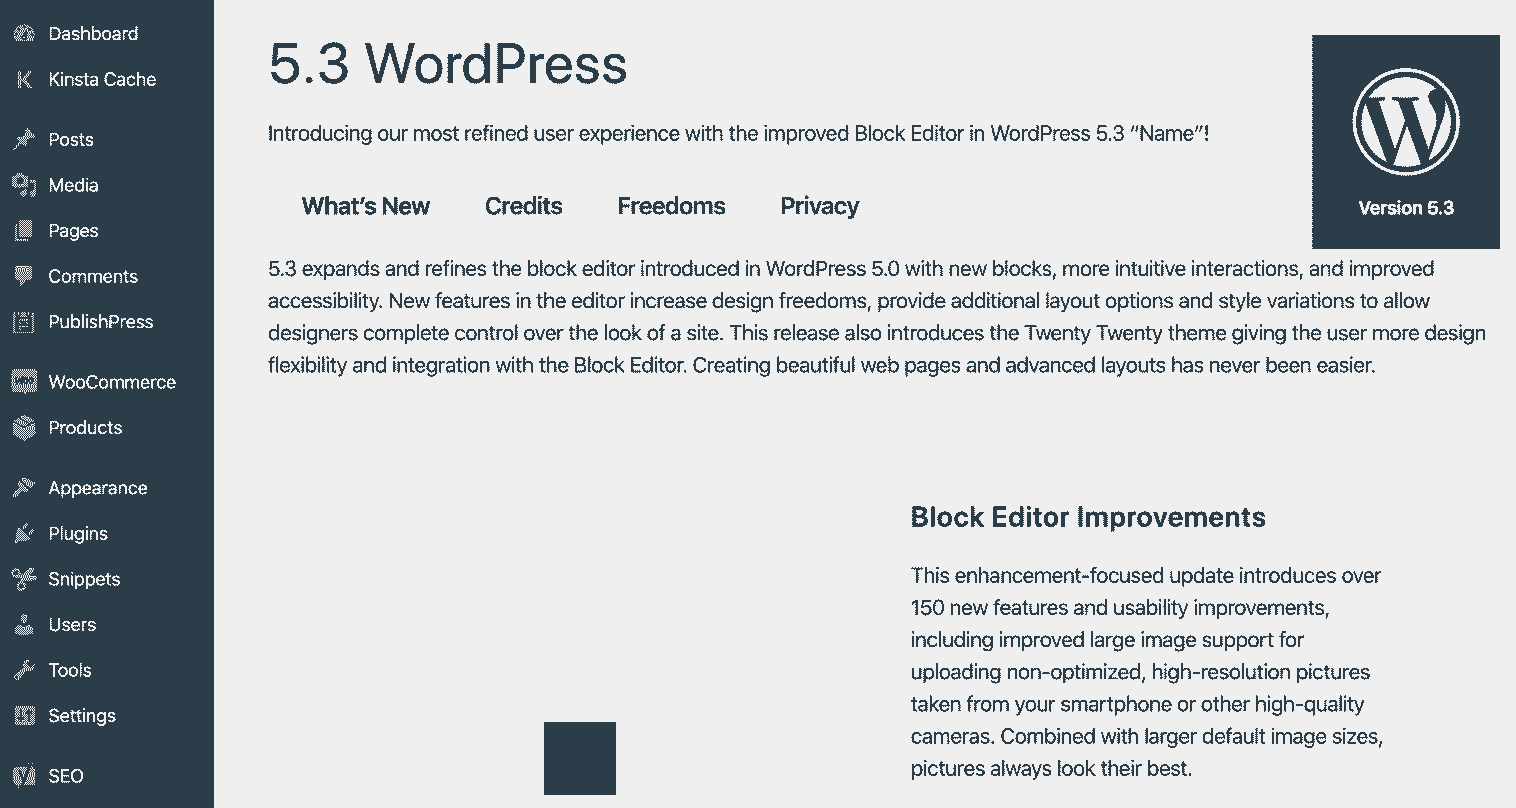 Dashboard
Kinsta Cache
Posts
Media
Pages
Comments
PublishPress
WooCommerce
Products
Appearance
Plugins
Snippets
Users
Tools
Settings
SEO
5.3 WordPress
Introducing our most refined user experience with the improved Block Editor in WordPress 5.3 “Name”!
Version 5.3
What’s New Credits Freedoms Privacy
5.3 expands and refines the block editor introduced in WordPress 5.0 with new blocks, more intuitive interactions, and improved
accessibility. New features in the editor increase design freedoms, provide additional layout options and style variations to allow
designers complete control over the look of a site. This release also introduces the Twenty Twenty theme giving the user more design
flexibility and integration with the Block Editor. Creating beautiful web pages and advanced layouts has never been easier.
Block Editor Improvements
This enhancement-focused update introduces over
150 new features and usability improvements,
including improved large image support for
uploading non-optimized, high-resolution pictures
taken from your smartphone or other high-quality
cameras. Combined with larger default image sizes,
pictures always look their best.